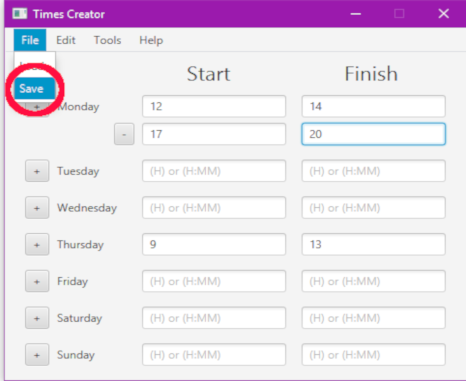 Times Creator
File Edit Tools Help
Start Finish
Save
+ Monday 12 14
- 17 20
+ Tuesday (H) or (H:MM) (H) or (H:MM)
+ Wednesday (H) or (H:MM) (H) or (H:MM)
+ Thursday 9 13
+ Friday (H) or (H:MM) (H) or (H:MM)
+ Saturday (H) or (H:MM) (H) or (H:MM)
+ Sunday (H) or (H:MM) (H) or (H:MM)